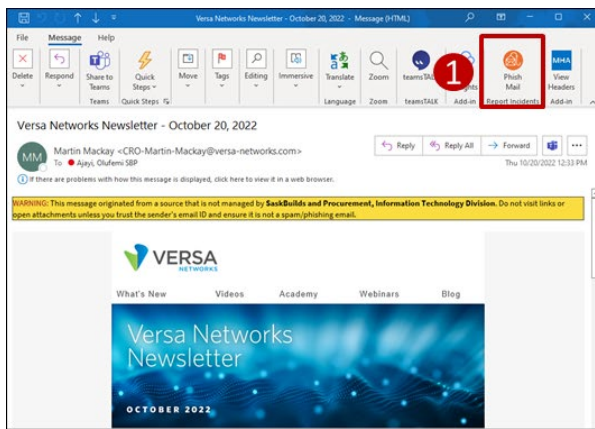 Versa Networks Newsletter - October 20, 2022 - Message (HTML)
File Message Help
Delete Respond Share to Teams Quick Steps Move Tags Editing Immersive Translate Zoom teamsTALK Phish Mail View Headers
1
MHA
Teams Quick Steps Language Zoom teamsTALK Add-in Report Incidents Add-in
Versa Networks Newsletter - October 20, 2022
MM
Martin Mackay <CRO-Martin-Mackay@versa-networks.com>
To Ajayi, Olufemi SBP
Reply Reply All Forward
Thu 10/20/2022 12:33 PM
If there are problems with how this message is displayed, click here to view it in a web browser.
WARNING: This message originated from a source that is not managed by SaskBuilds and Procurement, Information Technology Division. Do not visit links or
open attachments unless you trust the sender's email ID and ensure it is not a spam/phishing email.
VERSA
NETWORKS
What's New Videos Academy Webinars Blog
Versa Networks
Newsletter
OCTOBER 2022